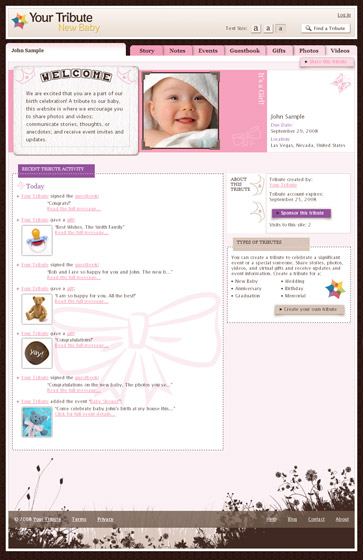 Your Tribute
New Baby
Log in
Text Size: a a a
Find a Tribute
John Sample
Story Notes Events Guestbook Gifts Photos Videos
Share this tribute
WELCOME
We are excited that you are a part of our
birth celebration! A tribute to our baby,
this website is where we encourage you
to share photos and videos;
communicate stories, thoughts, or
anecdotes; and receive event invites and
updates.
It's a Girl!
John Sample
Due Date:
September 29, 2008
Location:
Las Vegas, Nevada, United States
RECENT TRIBUTE ACTIVITY
Today
Your Tribute signed the guestbook!
"Congrats!"
Read the full message...
Your Tribute gave a gift!
"Best Wishes, The Smith Family"
Read the full message...
Your Tribute signed the guestbook!
"Bob and I are so happy for you and John. The new b..."
Read the full message...
Your Tribute gave a gift!
"I am so happy for you. All the best!"
Read the full message...
Your Tribute gave a gift!
"Congratulations!"
Read the full message...
Yay!
Your Tribute signed the guestbook!
"Congratulations on the new baby. The photos you se..."
Read the full message...
Your Tribute added the event "Baby Shower"!
"Come celebrate baby John's birth at my house this..."
Click for full event details...
ABOUT
THIS
TRIBUTE
Tribute created by:
Your Tribute
Tribute account expires:
September 25, 2008
Sponsor this tribute
Visits to this site: 2
TYPES OF TRIBUTES
You can create a tribute to celebrate a significant
event or a special someone. Share stories, photos,
videos, and virtual gifts and receive updates and
event information. Create a tribute for a:
New Baby
Wedding
Anniversary
Birthday
Graduation
Memorial
Create your own tribute
© 2008 Your Tribute Terms Privacy
Help Blog Contact About